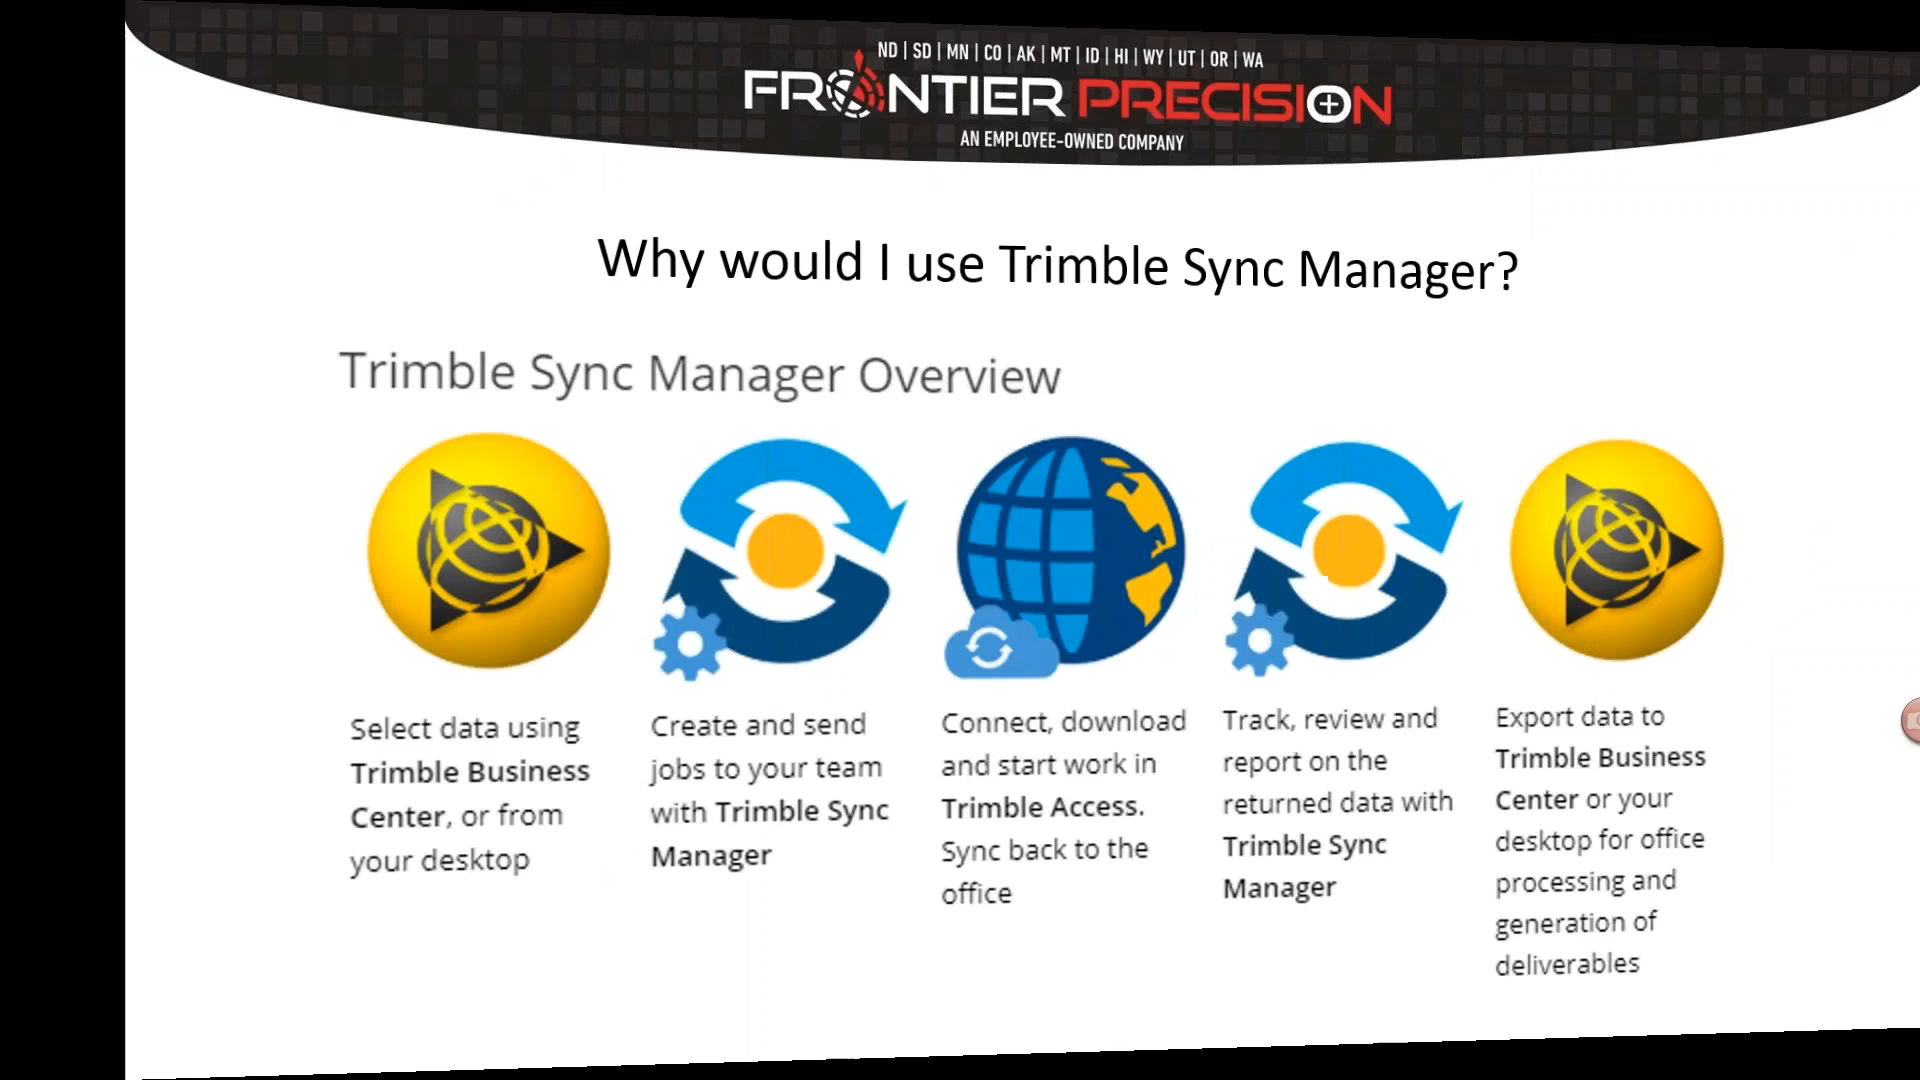 ND | SD | MN | CO | AK | MT | ID | HI | WY | UT | OR | WA
FRONTIER PRECISION
AN EMPLOYEE-OWNED COMPANY
Why would I use Trimble Sync Manager?
Trimble Sync Manager Overview
Select data using
Trimble Business
Center, or from
your desktop
Create and send
jobs to your team
with Trimble Sync
Manager
Connect, download
and start work in
Trimble Access.
Sync back to the
office
Track, review and
report on the
returned data with
Trimble Sync
Manager
Export data to
Trimble Business
Center or your
desktop for office
processing and
generation of
deliverables